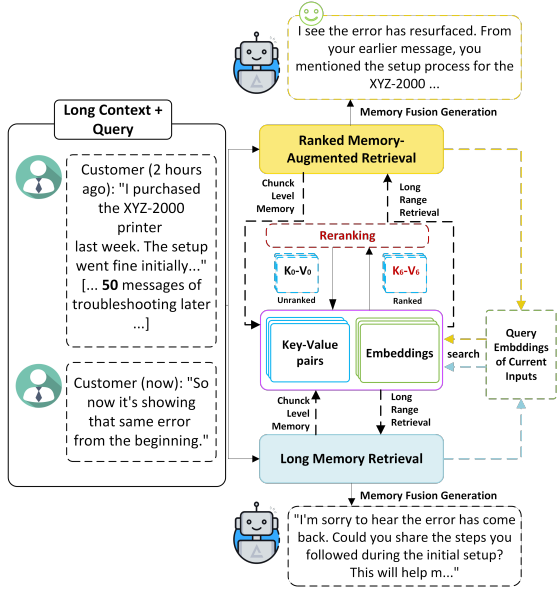 I see the error has resurfaced. From
your earlier message, you
mentioned the setup process for the
XYZ-2000 ...
Memory Fusion Generation
Long Context +
Query
Customer (2 hours
ago): "I purchased
the XYZ-2000
printer
last week. The setup
went fine initially..."
[... 50 messages of
troubleshooting later
...]
Customer (now): "So
now it's showing
that same error
from the beginning."
Ranked Memory-
Augmented Retrieval
Chunck
Level
Memory
Long
Range
Retrieval
Reranking
K₀-V₀
Unranked
K₆-V₆
Ranked
Key-Value
pairs
Embeddings
search
Query
Embddings
of Current
Inputs
Chunck
Level
Memory
Long
Range
Retrieval
Long Memory Retrieval
Memory Fusion Generation
"I'm sorry to hear the error has come
back. Could you share the steps you
followed during the initial setup?
This will help m..."